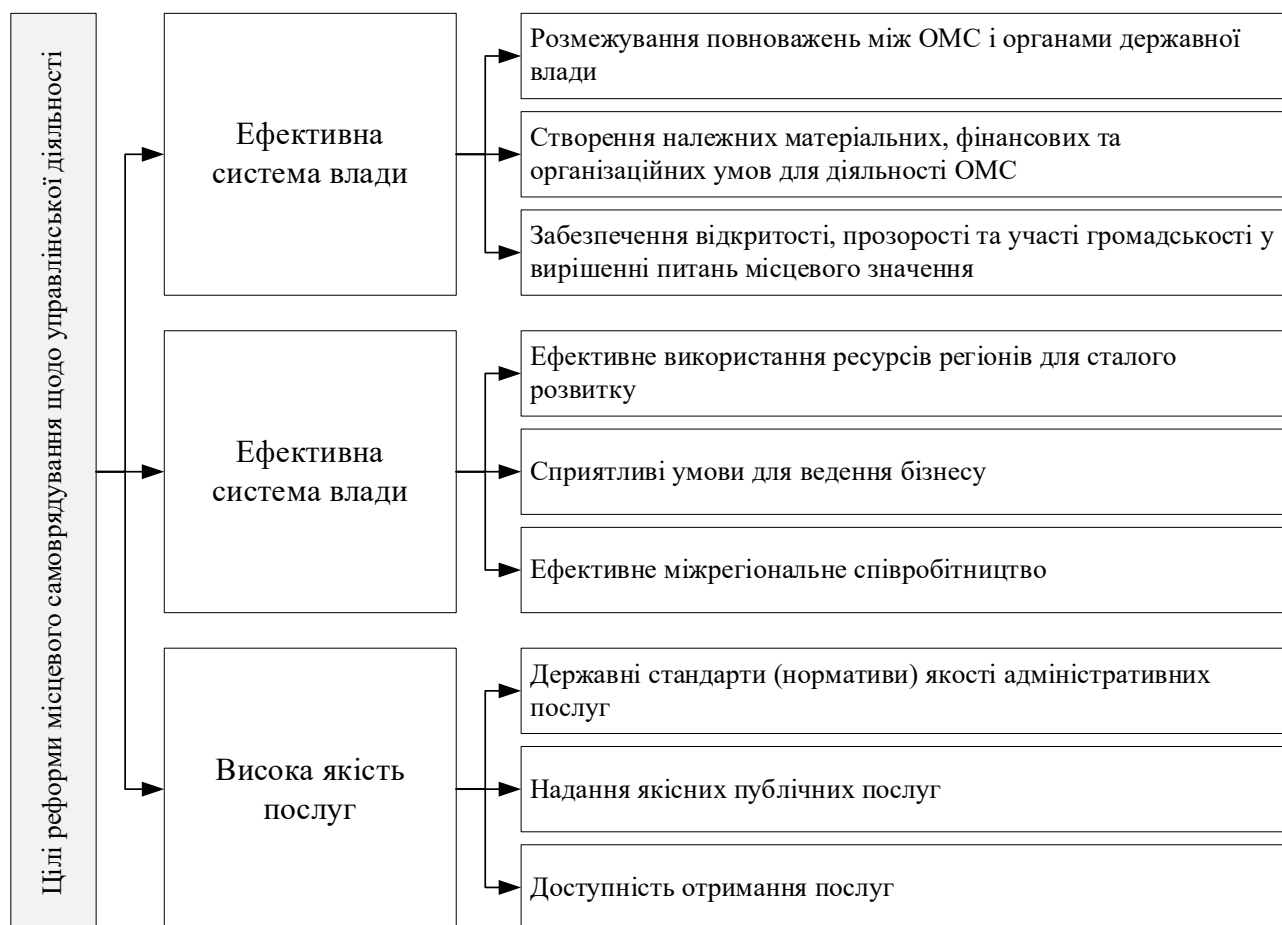 Цілі реформи місцевого самоврядування щодо управлінської діяльності
Ефективна
система влади
Розмежування повноважень між ОМС і органами державної
влади
Створення належних матеріальних, фінансових та
організаційних умов для діяльності ОМС
Забезпечення відкритості, прозорості та участі громадськості у
вирішенні питань місцевого значення
Ефективна
система влади
Ефективне використання ресурсів регіонів для сталого
розвитку
Сприятливі умови для ведення бізнесу
Ефективне міжрегіональне співробітництво
Висока якість
послуг
Державні стандарти (нормативи) якості адміністративних
послуг
Надання якісних публічних послуг
Доступність отримання послуг